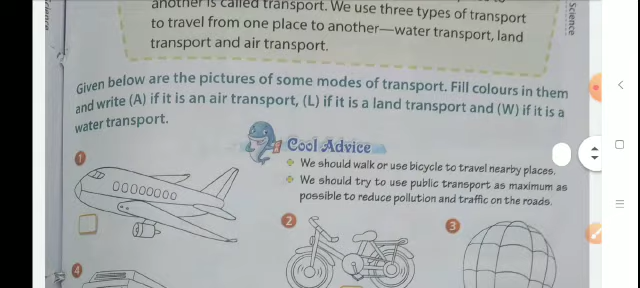 another is called transport. We use three types of transport
to travel from one place to another—water transport, land
transport and air transport.
Science
Given below are the pictures of some modes of transport. Fill colours in them
and write (A) if it is an air transport, (L) if it is a land transport and (W) if it is a
water transport.
Cool Advice
We should walk or use bicycle to travel nearby places.
We should try to use public transport as maximum as
possible to reduce pollution and traffic on the roads.
1
2
3
4